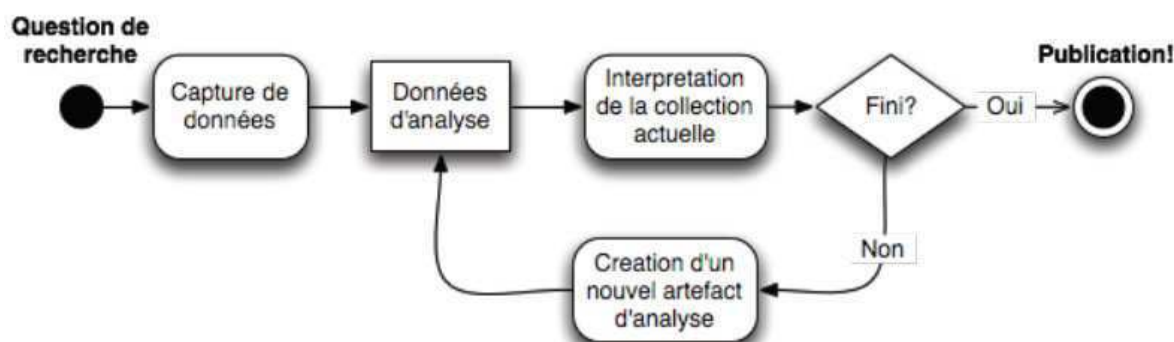 Question de
recherche
Publication!
Capture de
données
Données
d'analyse
Interpretation
de la collection
actuelle
Fini?
Oui
Non
Creation d'un
nouvel artefact
d'analyse